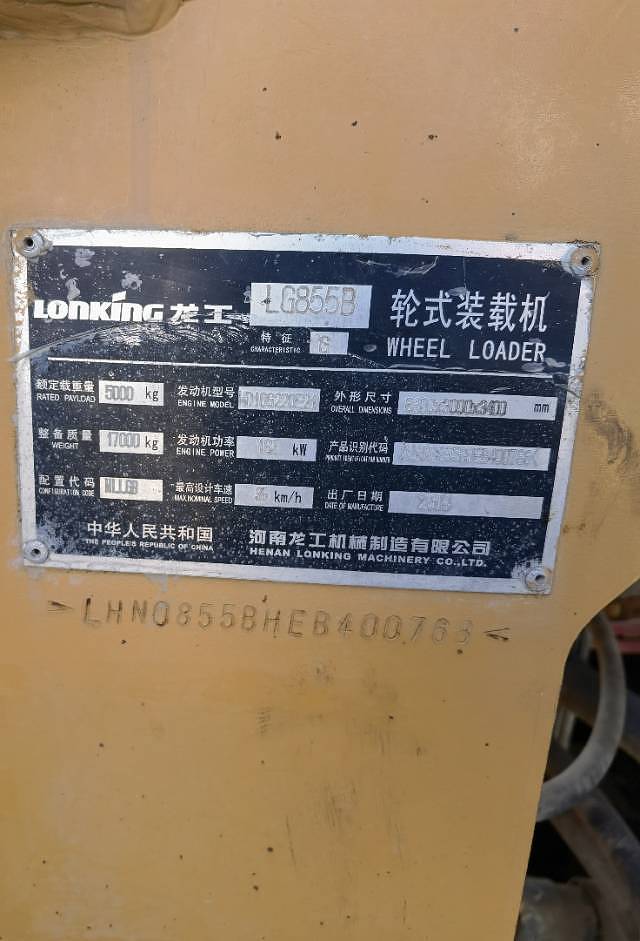 LONKING 龙工 LG855B 轮式装载机
特征
CHARACTERISTIC
WHEEL LOADER
额定载重量 5000 kg 发动机型号 外形尺寸 mm
RATED PAYLOAD ENGINE MODEL OVERALL DIMENSIONS
整备质量 17000 kg 发动机功率 kW 产品识别代码
WEIGHT ENGINE POWER PRODUCT IDENTIFICATION NUMBER
配置代码 最高设计车速 km/h 出厂日期
CONFIGURATION CODE MAX.NOMINAL SPEED DATE OF MANUFACTURE
中华人民共和国 河南龙工机械制造有限公司
THE PEOPLE'S REPUBLIC OF CHINA HENAN LONKING MACHINERY CO.,LTD.